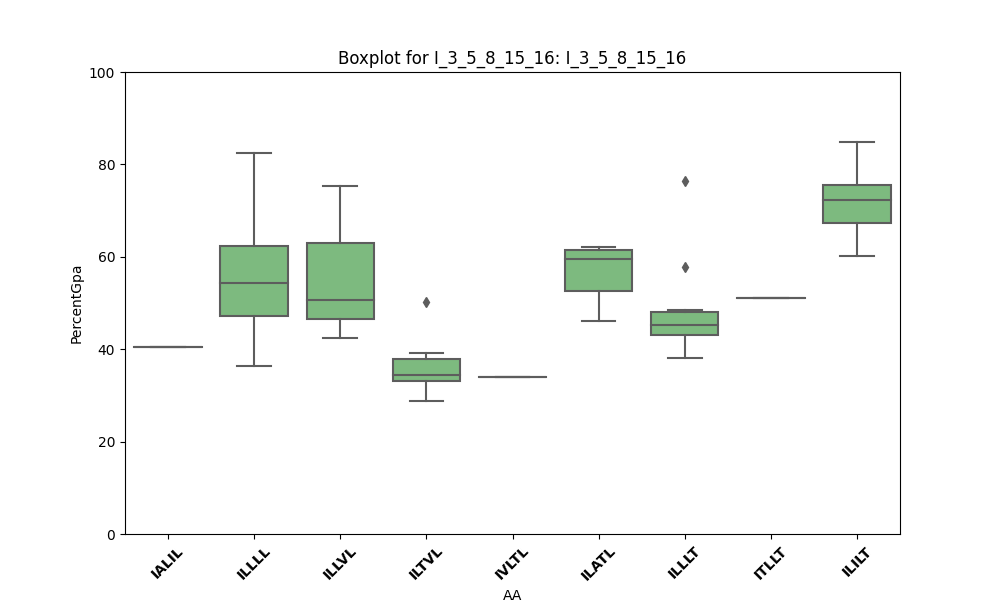 Boxplot for I_3_5_8_15_16: I_3_5_8_15_16
100
80
60
40
20
0
PercentGpa
IALIL ILLLL ILLVL ILTVL IVLTL ILATL ILLLT ITLLT ILILT
AA